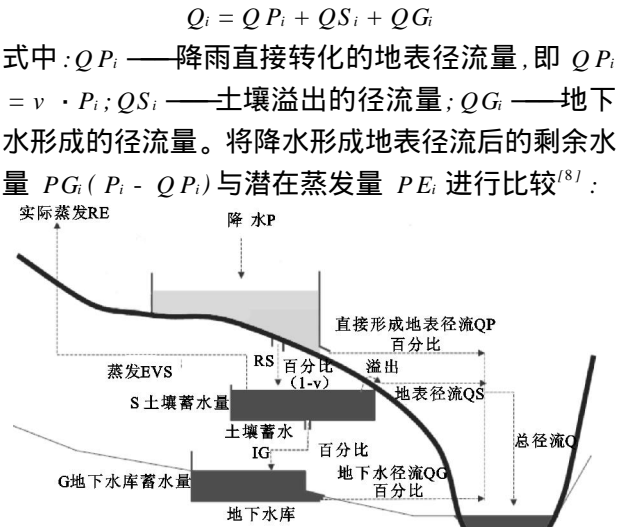 Qi = QPi + QSi + QGi
式中:QPi ——降雨直接转化的地表径流量,即 QPi
= v · Pi;QSi ——土壤溢出的径流量;QGi ——地下
水形成的径流量。将降水形成地表径流后的剩余水
量 PGi(Pi - QPi)与潜在蒸发量 PEi 进行比较[8]:
实际蒸发RE
降 水P
直接形成地表径流QP
百分比
RS
百分比
(1-v)
溢出
蒸发EVS
地表径流QS
S土壤蓄水量
土壤蓄水
总径流Q
IG
百分比
地下水径流QG
百分比
G地下水库蓄水量
地下水库